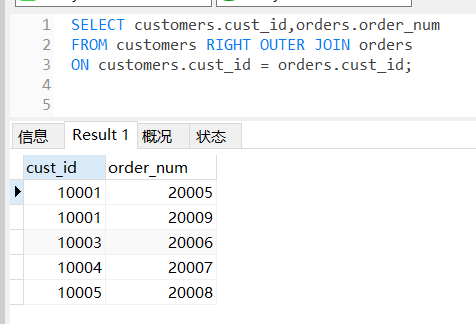 1 SELECT customers.cust_id,orders.order_num
2 FROM customers RIGHT OUTER JOIN orders
3 ON customers.cust_id = orders.cust_id;
4
5
信息 Result 1 概况 状态
cust_id order_num
10001 20005
10001 20009
10003 20006
10004 20007
10005 20008